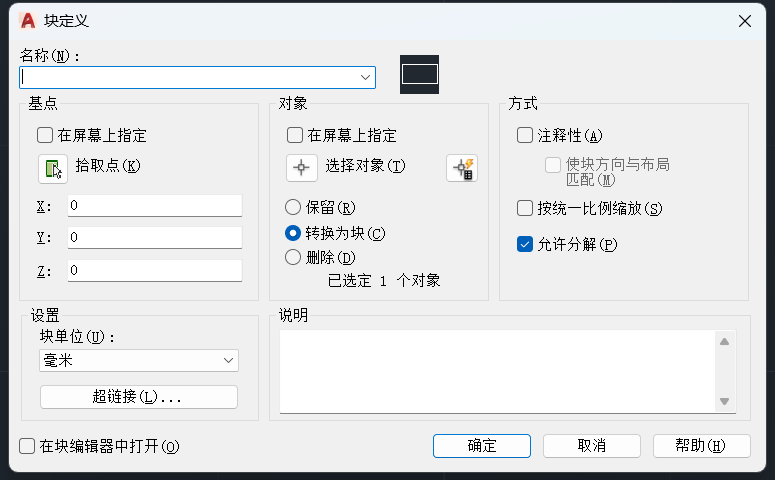 块定义
名称(N):
基点
在屏幕上指定
拾取点(K)
X: 0
Y: 0
Z: 0
对象
在屏幕上指定
选择对象(T)
保留(R)
转换为块(C)
删除(D)
已选定 1 个对象
方式
注释性(A)
使块方向与布局
匹配(M)
按统一比例缩放(S)
允许分解(P)
设置
块单位(U):
毫米
超链接(L)...
说明
在块编辑器中打开(O)
确定
取消
帮助(H)